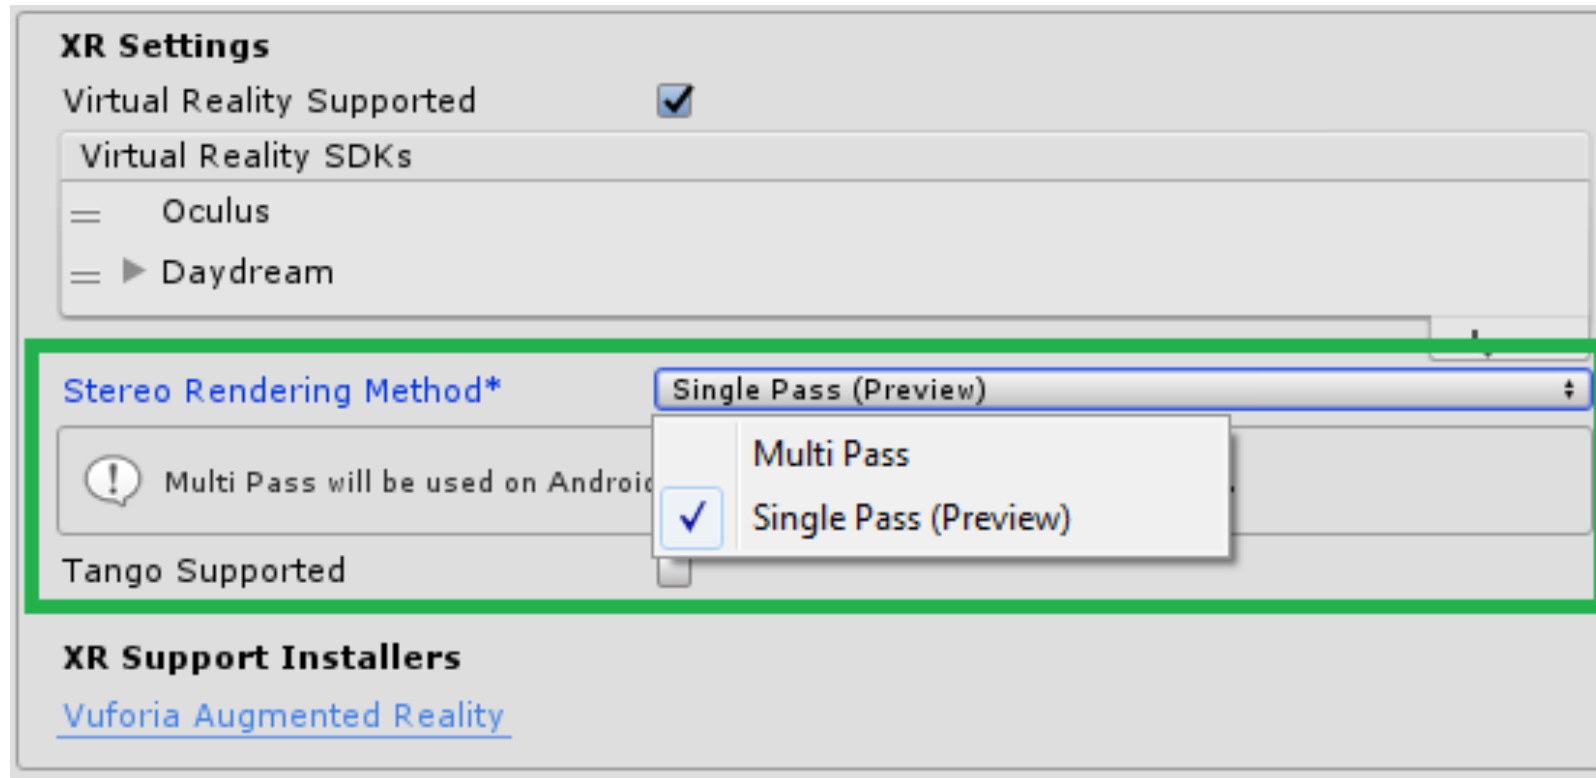 XR Settings
Virtual Reality Supported
Virtual Reality SDKs
Oculus
Daydream
Stereo Rendering Method*
Single Pass (Preview)
Multi Pass
Single Pass (Preview)
Multi Pass will be used on
Tango Supported
XR Support Installers
Vuforia Augmented Reality